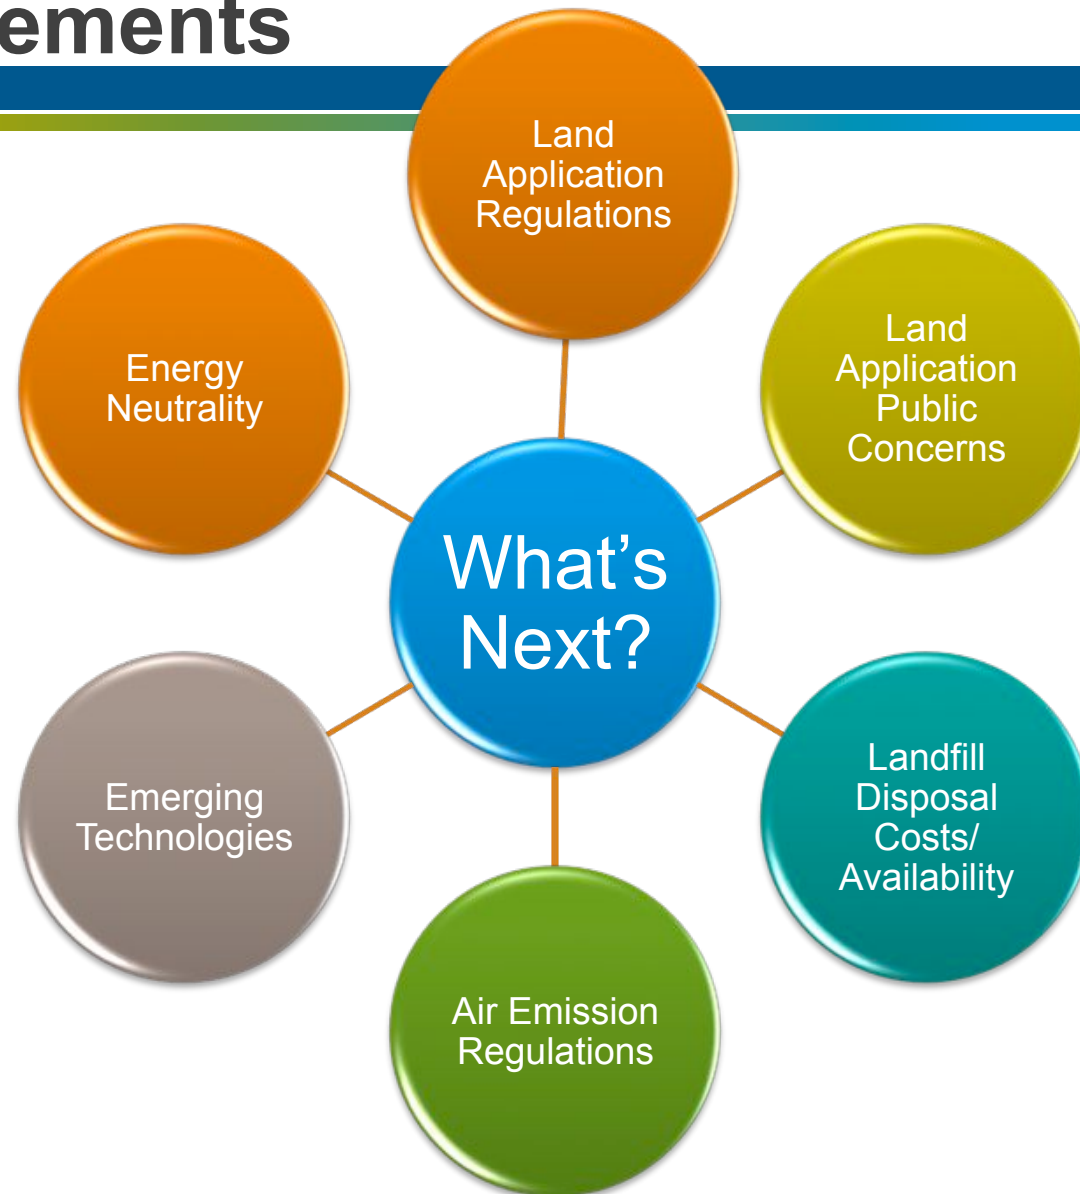 ements
Land
Application
Regulations
Land
Application
Public
Concerns
Energy
Neutrality
What's
Next?
Landfill
Disposal
Costs/
Availability
Emerging
Technologies
Air Emission
Regulations